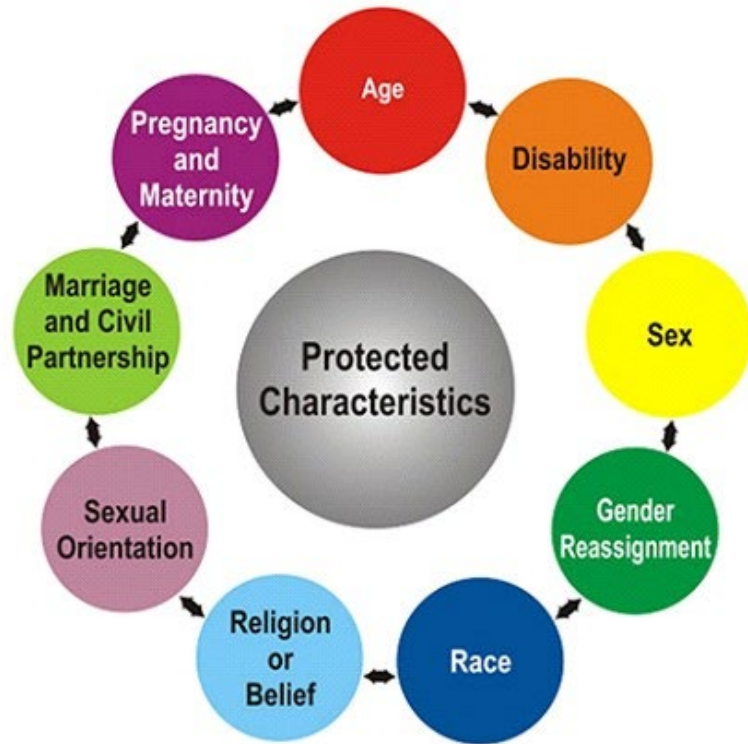 Age
Disability
Sex
Gender
Reassignment
Race
Religion
or
Belief
Sexual
Orientation
Marriage
and Civil
Partnership
Pregnancy
and
Maternity
Protected
Characteristics